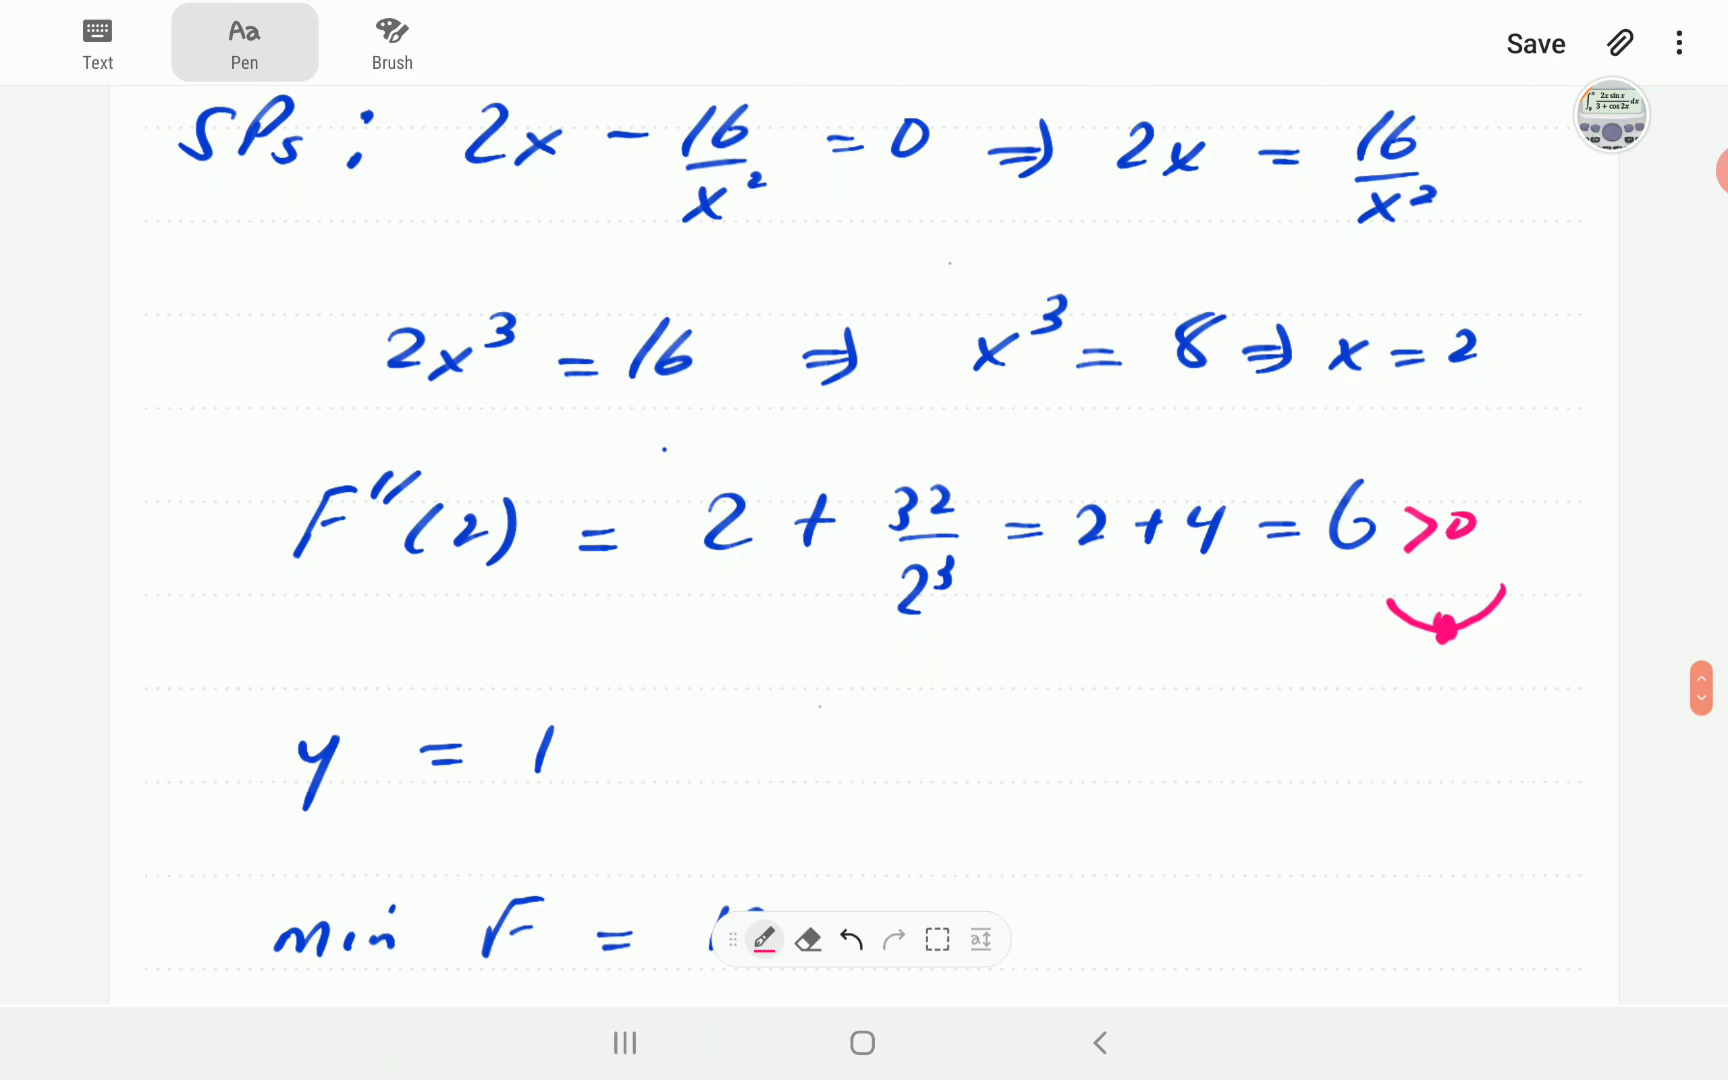 Text Pen Brush Save
SPs : 2x - 16/x² = 0 ⇒ 2x = 16/x²
2x³ = 16 ⇒ x³ = 8 ⇒ x = 2
F''(2) = 2 + 32/2³ = 2 + 4 = 6 >0
y = 1
min F =